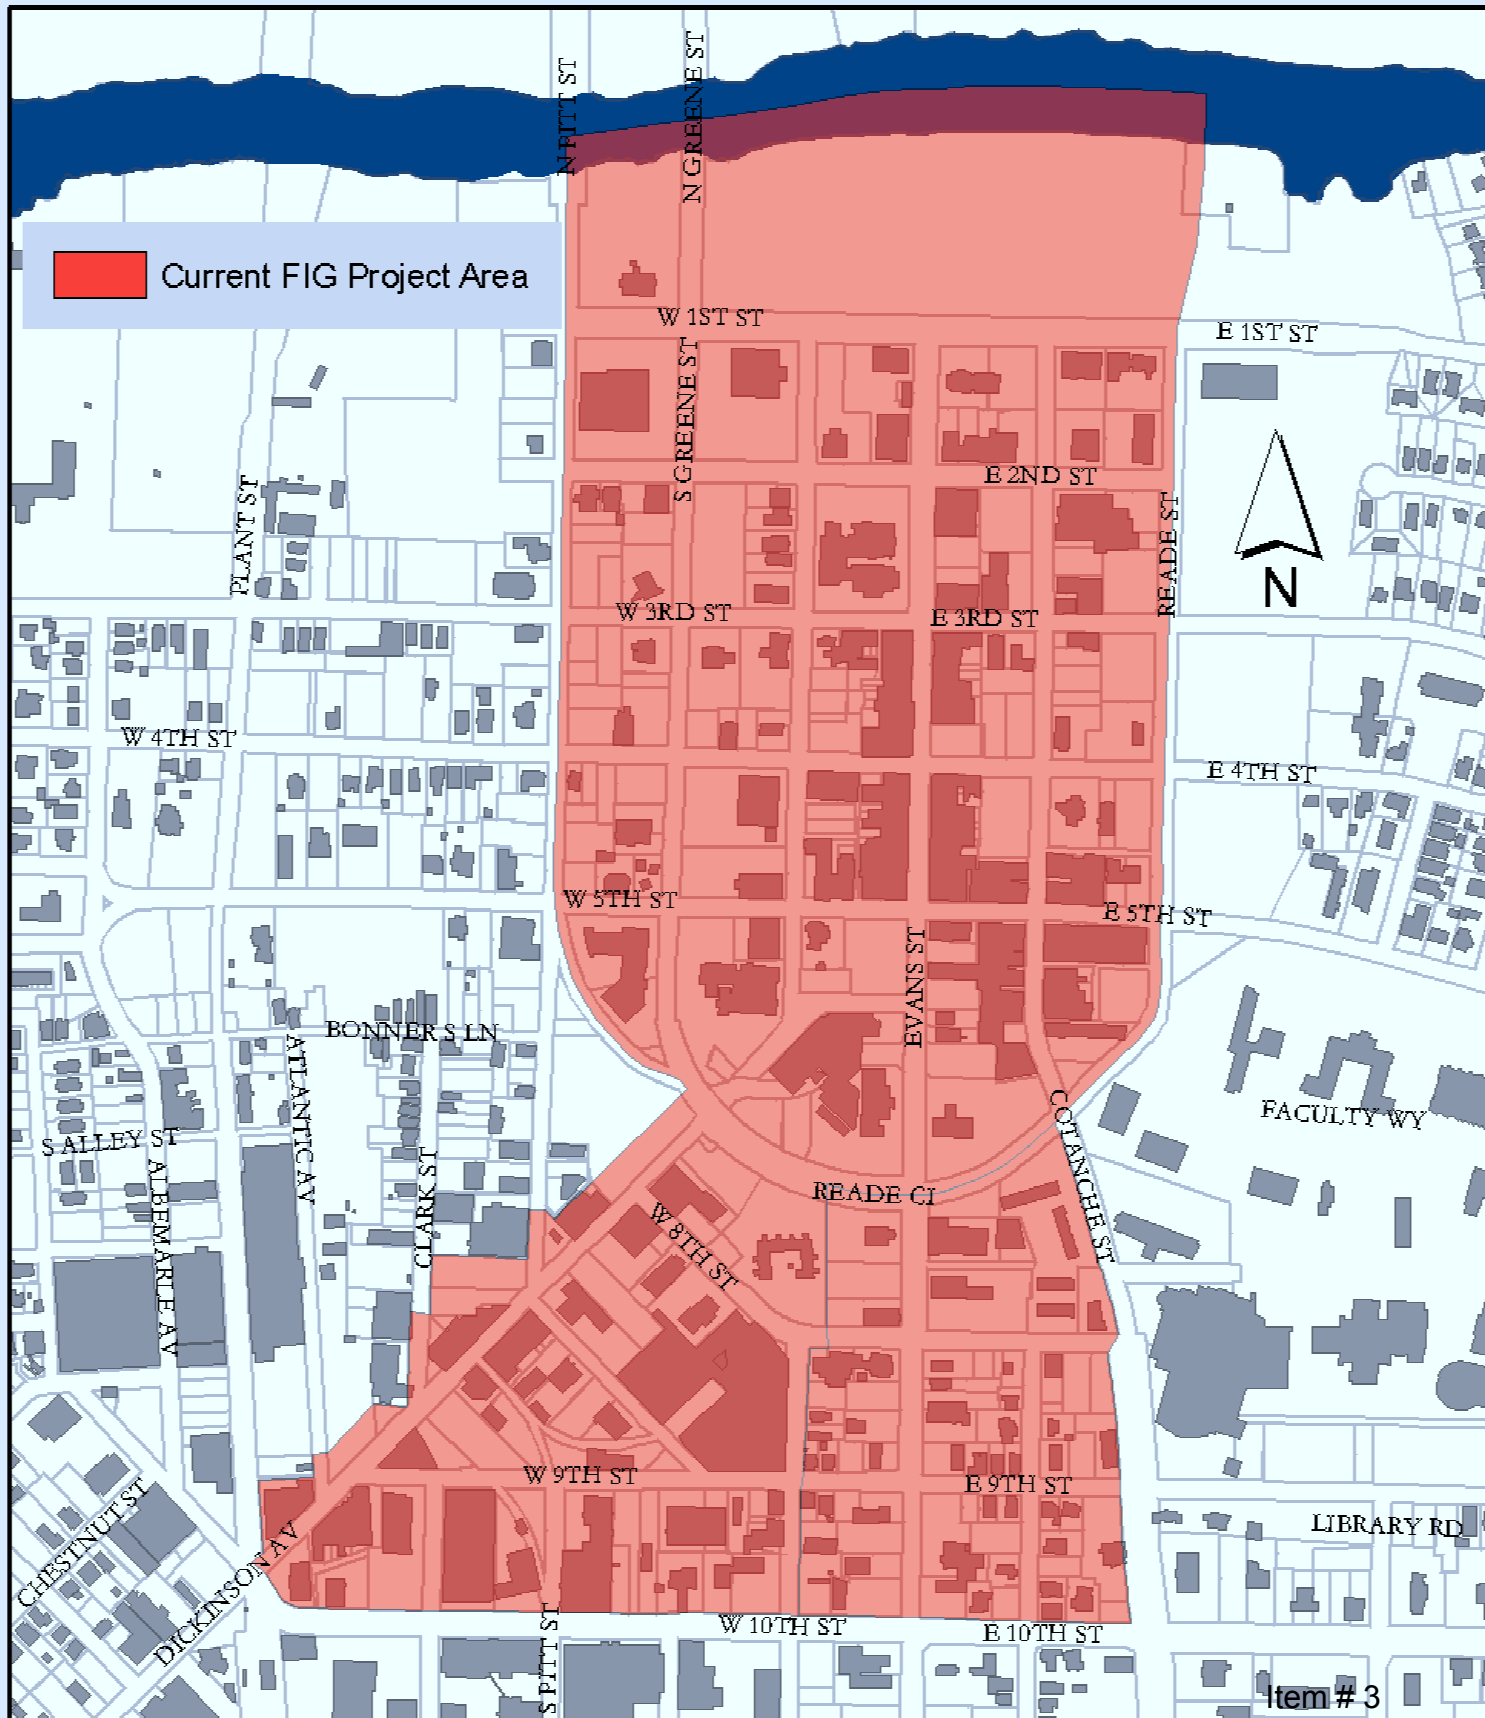 N PITT ST
N GREENE ST
Current FIG Project Area
W 1ST ST
E 1ST ST
S GREENE ST
E 2ND ST
PLANT ST
READE ST
N
W 3RD ST
E 3RD ST
W 4TH ST
E 4TH ST
W 5TH ST
E 5TH ST
EVANS ST
BONNER S LN
ATLANTIC AV
COTANCHE ST
FACULTY WY
S ALLEY ST
CLARK ST
ALBEMARLE AV
READE CI
W 8TH ST
W 9TH ST
E 9TH ST
CHESTNUT ST
DICKINSON AV
LIBRARY RD
S PITT ST
W 10TH ST
E 10TH ST
Item # 3